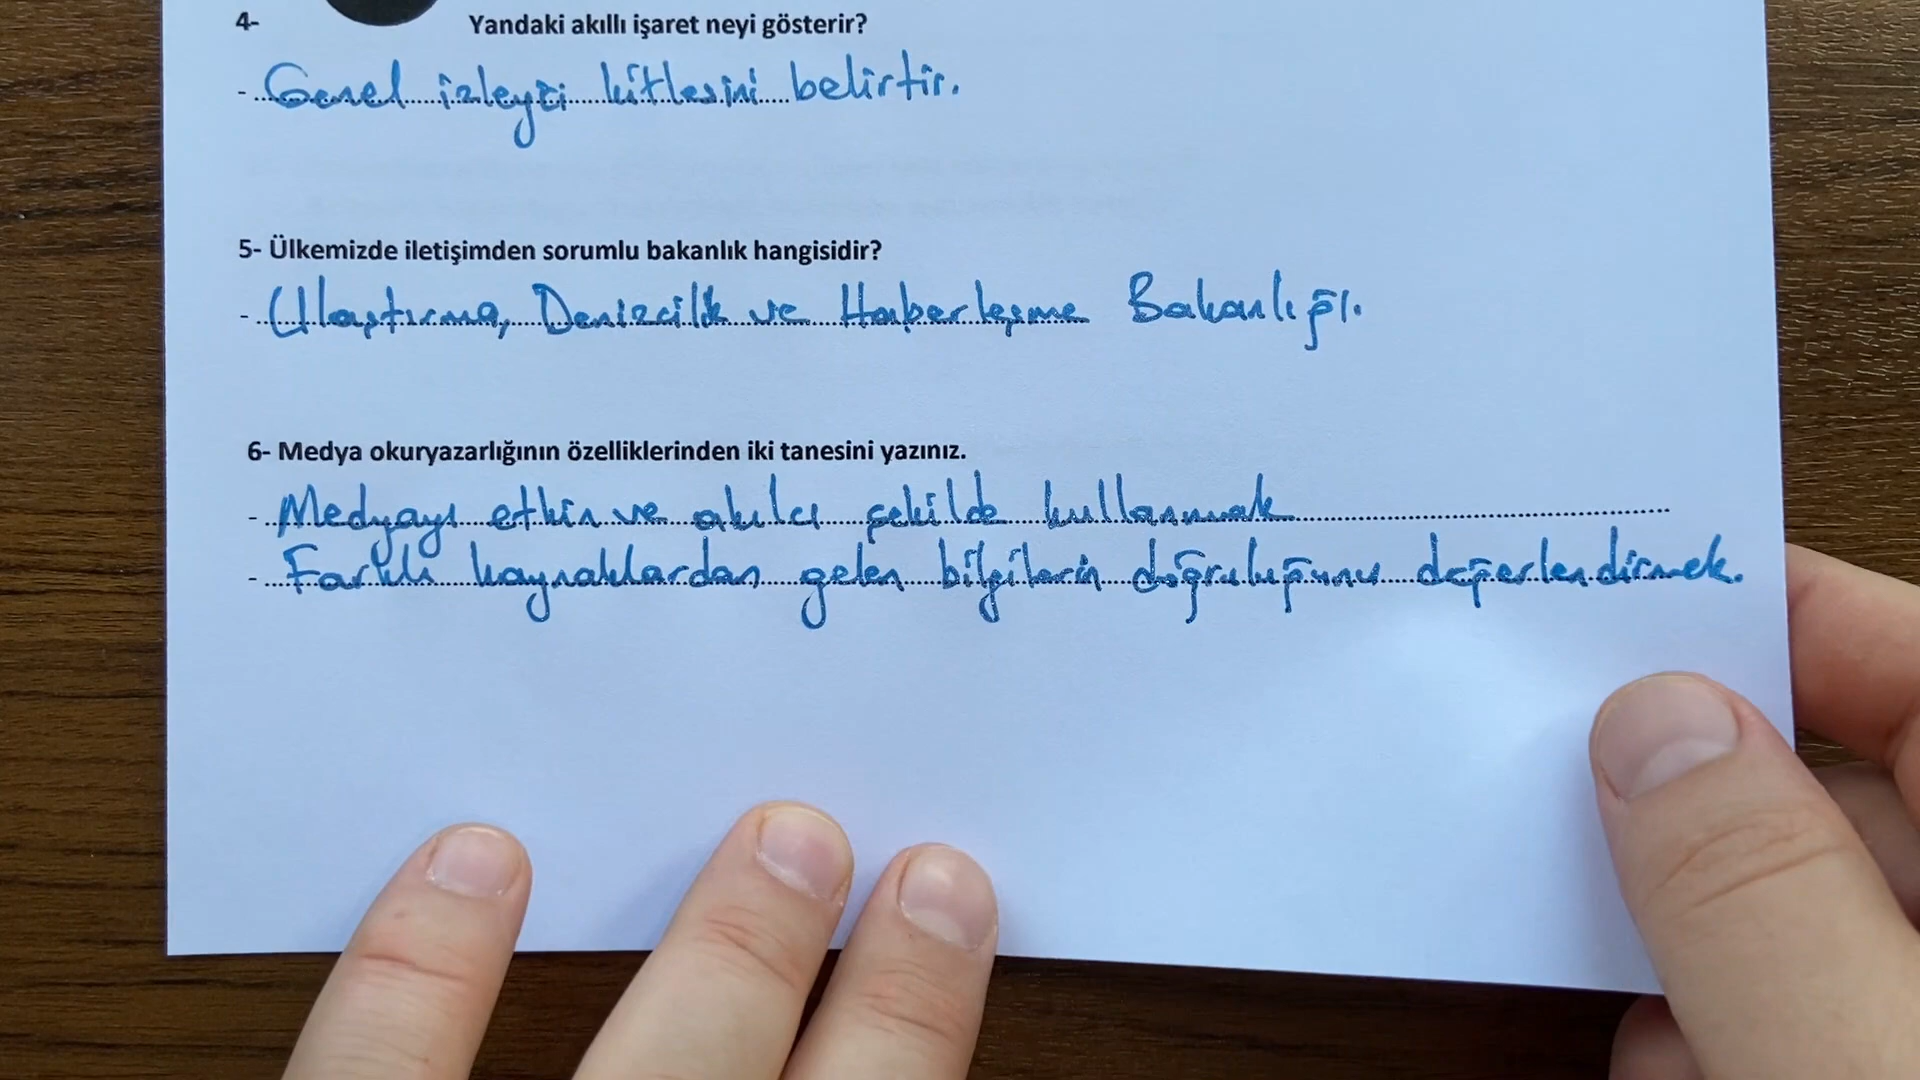 4- Yandaki akıllı işaret neyi gösterir?
- Genel izleyici kitlesini belirtir.
5- Ülkemizde iletişimden sorumlu bakanlık hangisidir?
- Ulaştırma, Denizcilik ve Haberleşme Bakanlığı.
6- Medya okuryazarlığının özelliklerinden iki tanesini yazınız.
- Medyayı etkin ve akılcı şekilde kullanmak
- Farklı kaynaklardan gelen bilgilerin doğruluğunu değerlendirmek.